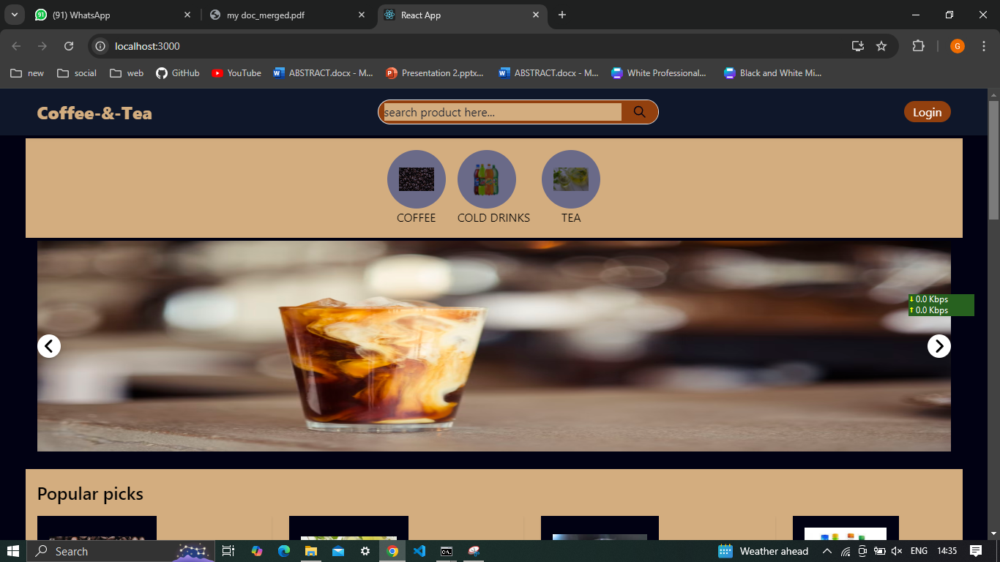 (91) WhatsApp
my doc_merged.pdf
React App
localhost:3000
G
new
social
web
GitHub
YouTube
ABSTRACT.docx - M...
Presentation 2.pptx...
ABSTRACT.docx - M...
White Professional...
Black and White Mi...
Coffee-&-Tea
search product here...
Login
COFFEE
COLD DRINKS
TEA
0.0 Kbps
0.0 Kbps
Popular picks
Search
Weather ahead
ENG
14:35